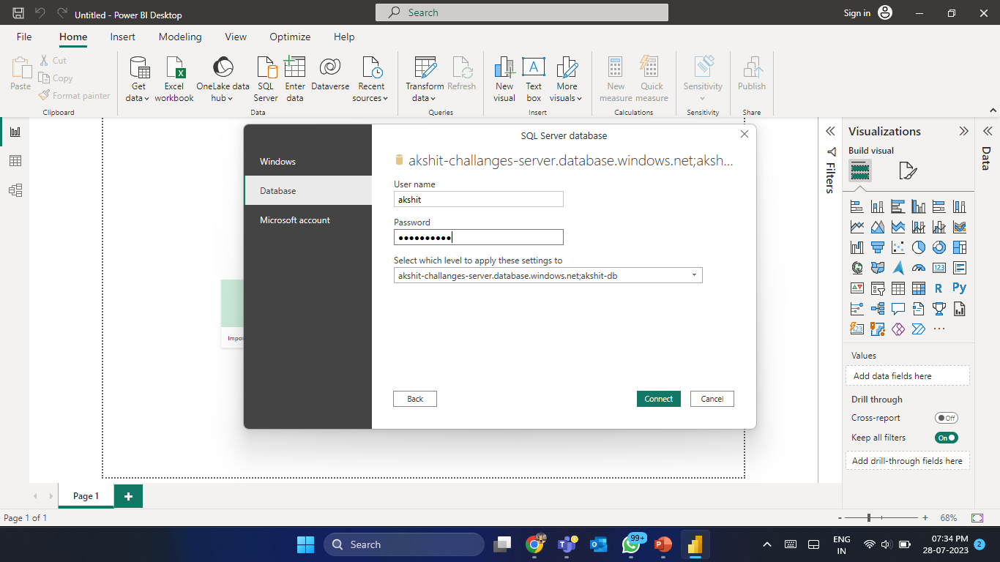 Untitled - Power BI Desktop
Search
Sign in
File
Home
Insert
Modeling
View
Optimize
Help
Paste
Cut
Copy
Format painter
Clipboard
Get data
Excel workbook
OneLake data hub
SQL Server
Enter data
Dataverse
Recent sources
Data
Transform data
Refresh
Queries
New visual
Text box
More visuals
Insert
New measure
Quick measure
Calculations
Sensitivity
Sensitivity
Publish
Share
SQL Server database
Windows
Database
Microsoft account
akshit-challanges-server.database.windows.net;aksh...
User name
akshit
Password
Select which level to apply these settings to
akshit-challanges-server.database.windows.net;akshit-db
Back
Connect
Cancel
Impor
Filters
Visualizations
Build visual
123
R
Py
123
Values
Add data fields here
Drill through
Cross-report
Off
Keep all filters
On
Add drill-through fields here
Data
Page 1
Page 1 of 1
68%
Search
99+
ENG
IN
07:34 PM
28-07-2023
2